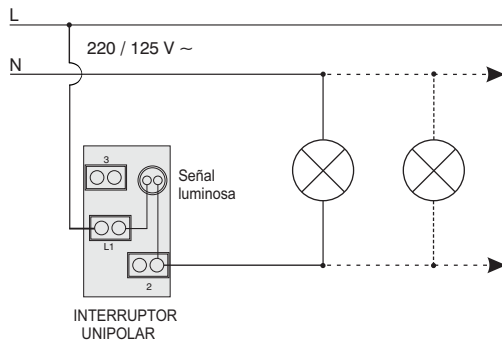 L
220 / 125 V ~
N
3
Señal
luminosa
L1
2
INTERRUPTOR
UNIPOLAR